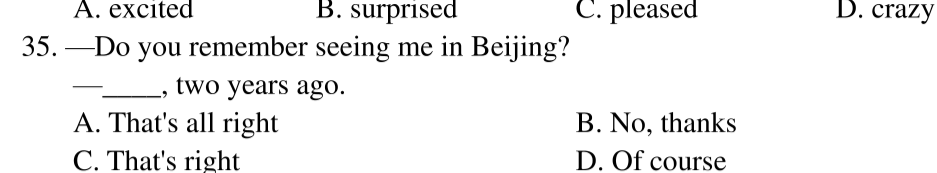 A. excited B. surprised C. pleased D. crazy
35. —Do you remember seeing me in Beijing?
—____, two years ago.
A. That's all right B. No, thanks
C. That's right D. Of course